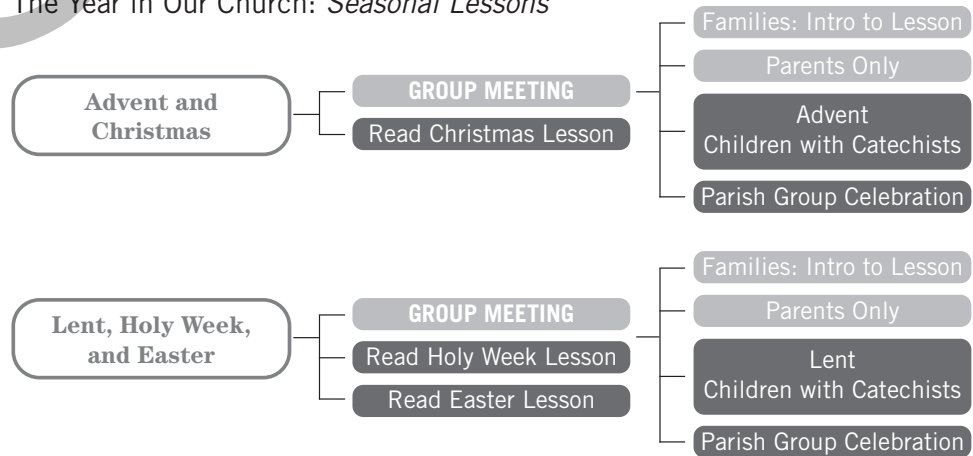 The Year in Our Church: Seasonal Lessons
Advent and
Christmas
GROUP MEETING
Read Christmas Lesson
Families: Intro to Lesson
Parents Only
Advent
Children with Catechists
Parish Group Celebration
Lent, Holy Week,
and Easter
GROUP MEETING
Read Holy Week Lesson
Read Easter Lesson
Families: Intro to Lesson
Parents Only
Lent
Children with Catechists
Parish Group Celebration